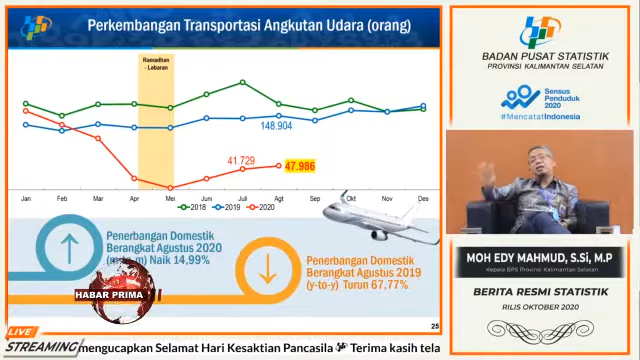 Perkembangan Transportasi Angkutan Udara (orang)
Ramadhan
- Lebaran
148.904
41.729
47.986
Jan Feb Mar Apr Mei Jun Juli Agt Sep Okt Nov Des
2018 2019 2020
Penerbangan Domestik
Berangkat Agustus 2020
(m-to-m) Naik 14,99%
Penerbangan Domestik
Berangkat Agustus 2019
(y-to-y) Turun 67,77%
HABAR PRIMA
25
BADAN PUSAT STATISTIK
PROVINSI KALIMANTAN SELATAN
Sensus
Penduduk
2020
#MencatatIndonesia
MOH EDY MAHMUD, S.Si, M.P
Kepala BPS Provinsi Kalimantan Selatan
BERITA RESMI STATISTIK
RILIS OKTOBER 2020
LIVE
STREAMING
mengucapkan Selamat Hari Kesaktian Pancasila Terima kasih tela